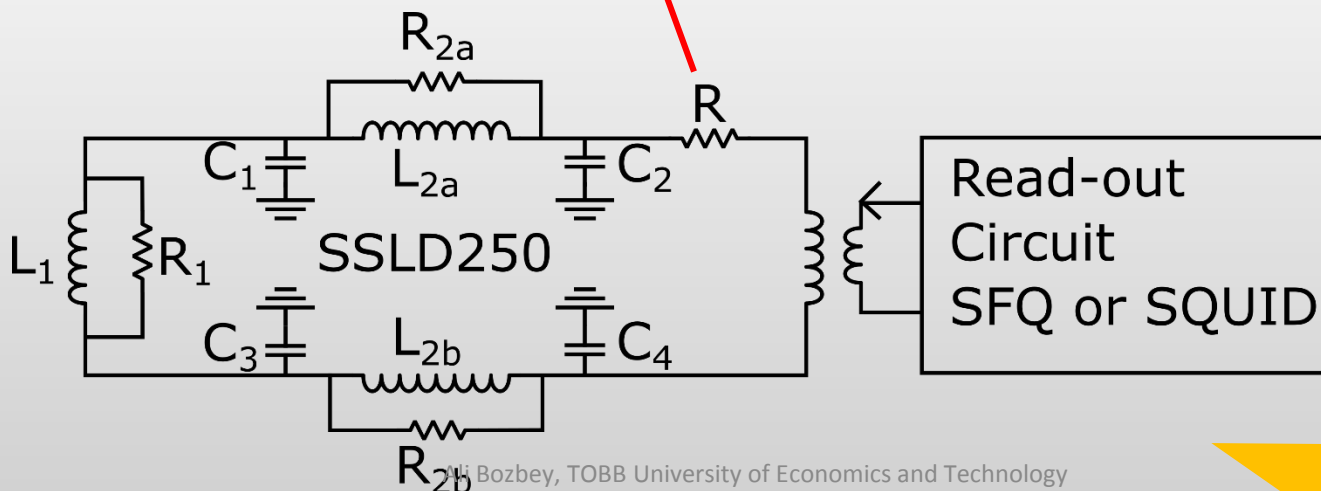 R2a
R
C1
L2a
C2
Read-out
Circuit
SFQ or SQUID
L1
R1
SSLD250
C3
L2b
C4
R2b
Ali Bozbey, TOBB University of Economics and Technology